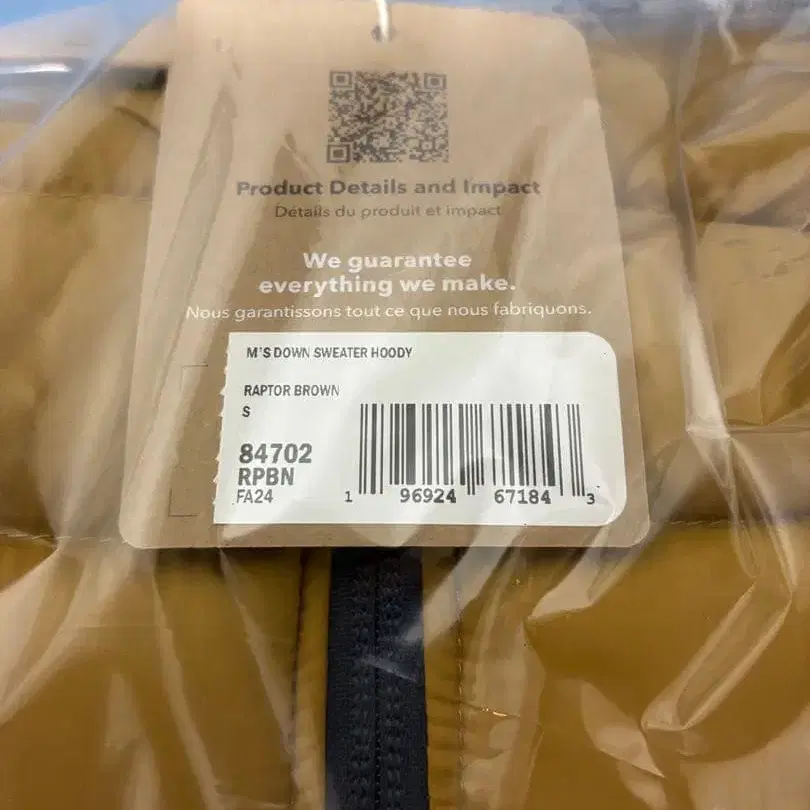 Product Details and Impact
Détails du produit et impact
We guarantee
everything we make.
Nous garantissons tout ce que nous fabriquons.
M'S DOWN SWEATER HOODY
RAPTOR BROWN
S
84702
RPBN
FA24
1 96924 67184 3